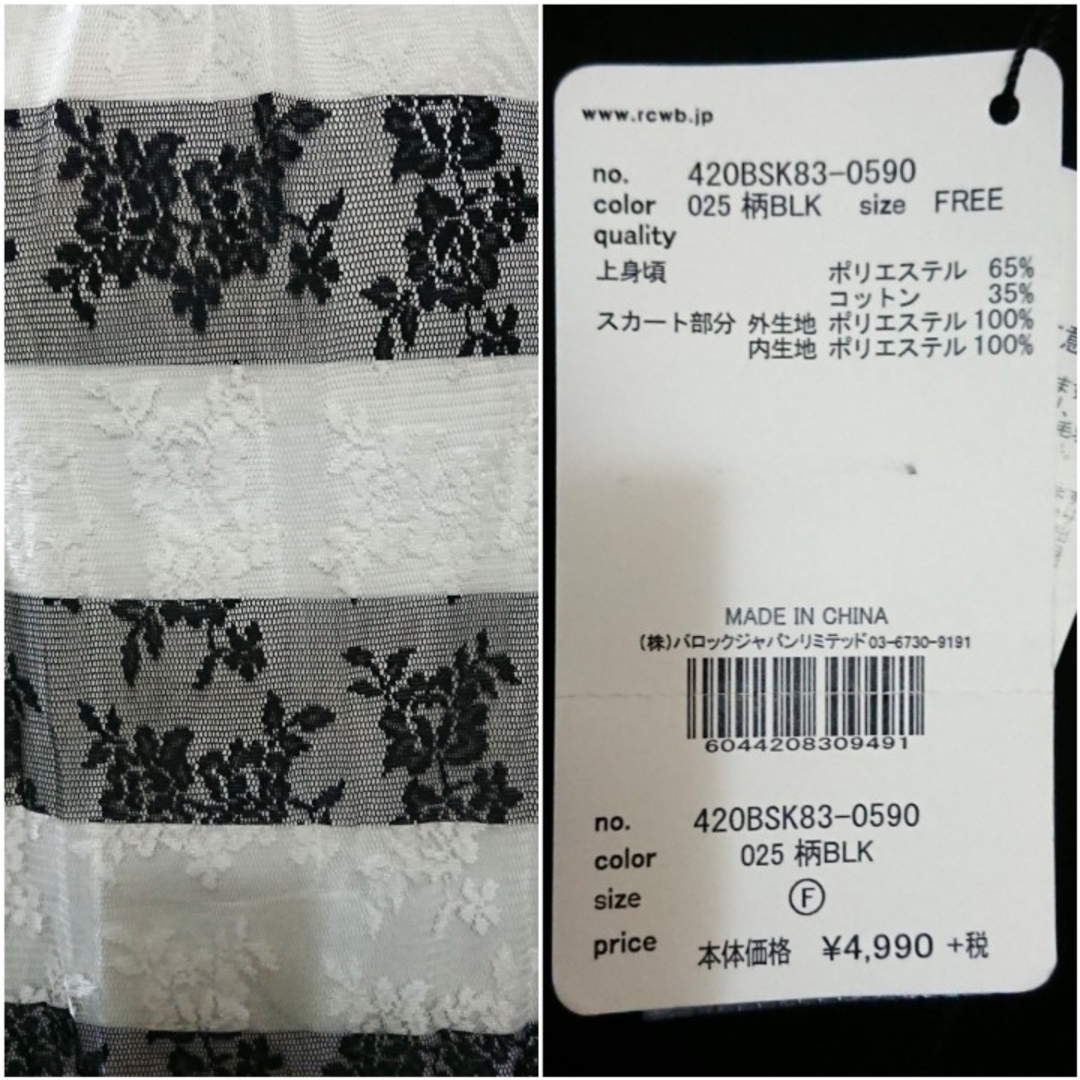 www.rcwb.jp
no. 420BSK83-0590
color 025 柄BLK size FREE
quality
上身頃 ポリエステル 65%
コットン 35%
スカート部分 外生地 ポリエステル 100%
内生地 ポリエステル 100%
MADE IN CHINA
(株)バロックジャパンリミテッド 03-6730-9191
6044208309491
no. 420BSK83-0590
color 025 柄BLK
size F
price 本体価格 ¥4,990 +税